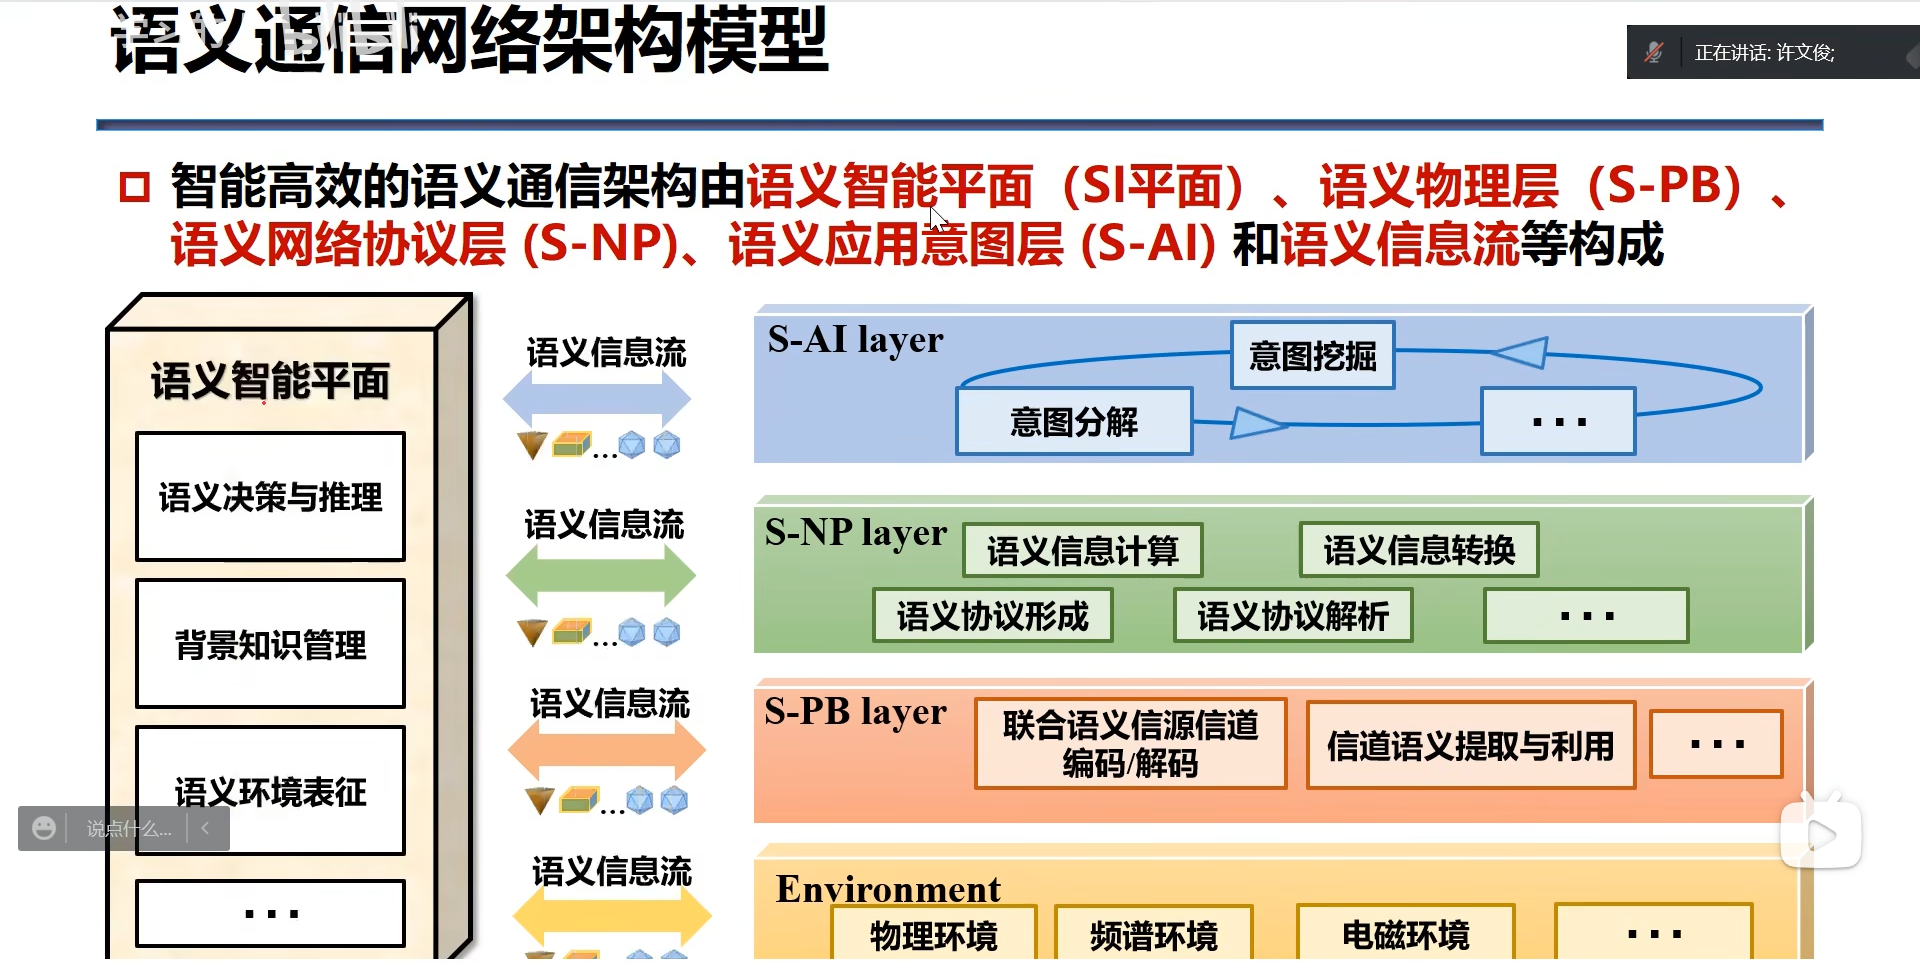 语义通信网络架构模型
正在讲话: 许文俊;
智能高效的语义通信架构由语义智能平面（SI平面）、语义物理层（S-PB）、
语义网络协议层 (S-NP)、语义应用意图层 (S-AI) 和语义信息流等构成
语义智能平面
语义决策与推理
背景知识管理
语义环境表征
...
说点什么...
语义信息流
...
语义信息流
...
语义信息流
...
语义信息流
S-AI layer
意图挖掘
意图分解
...
S-NP layer
语义信息计算
语义信息转换
语义协议形成
语义协议解析
...
S-PB layer
联合语义信源信道
编码/解码
信道语义提取与利用
...
Environment
物理环境
频谱环境
电磁环境
...